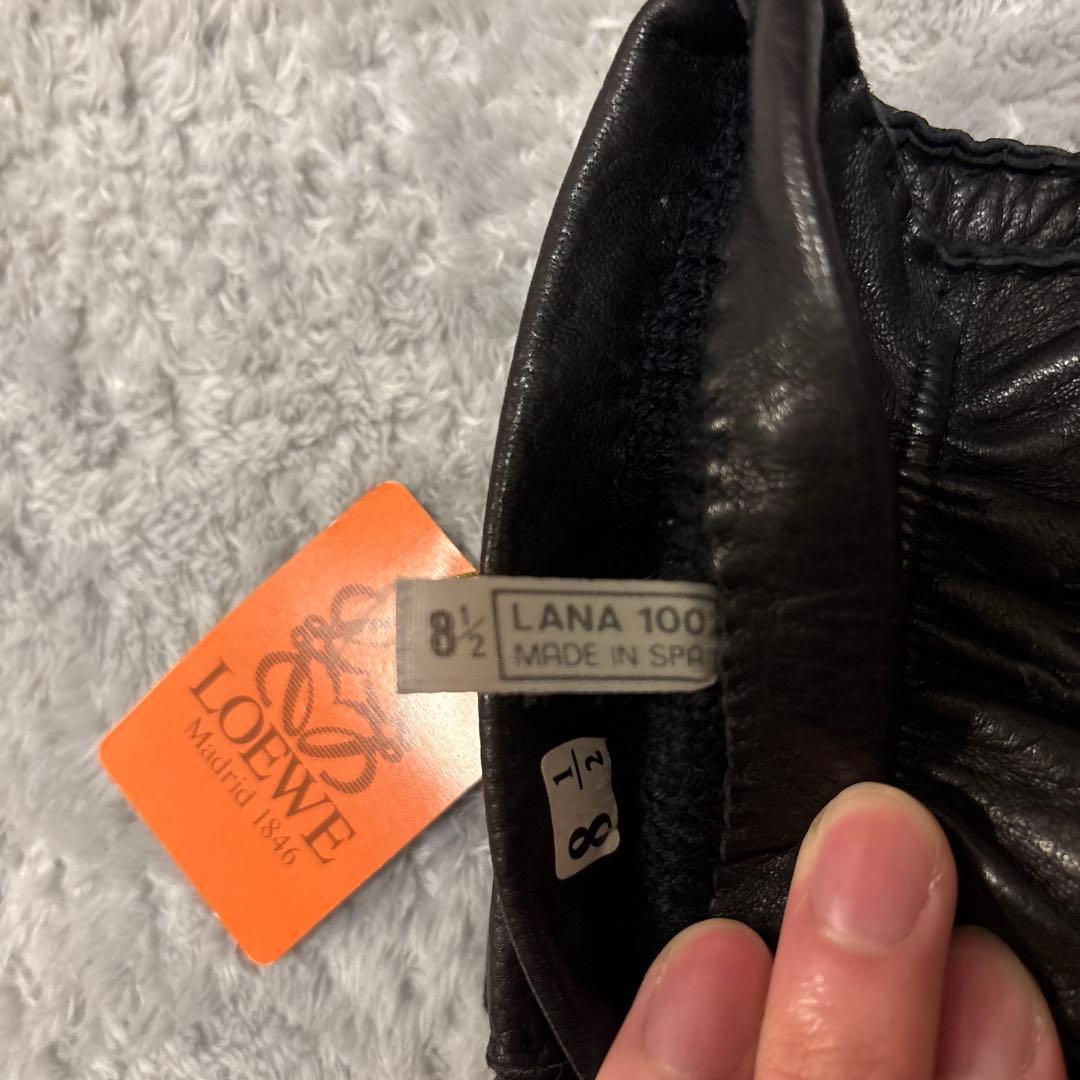 8½
LANA 100%
MADE IN SPA
8 1/2
LOEWE
Madrid 1846